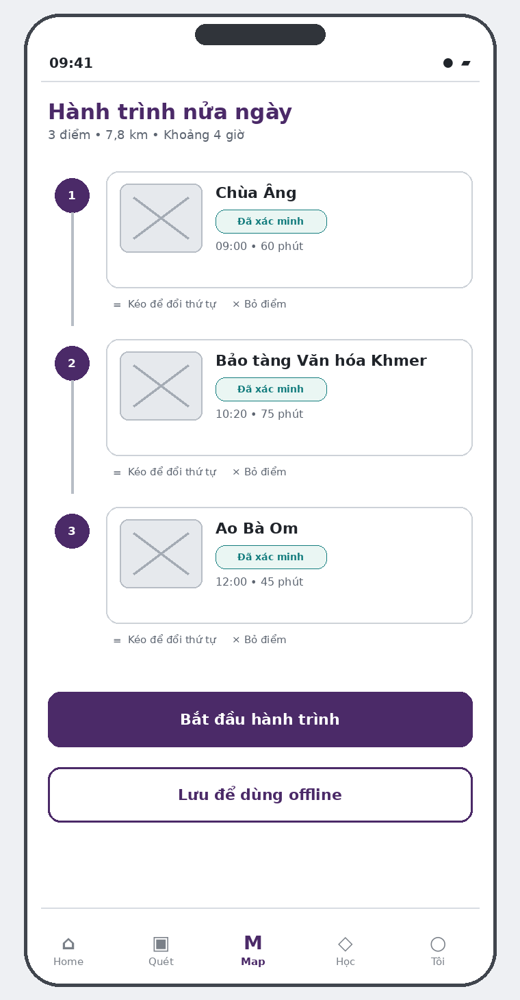 09:41
Hành trình nửa ngày
3 điểm • 7,8 km • Khoảng 4 giờ
1
Chùa Âng
Đã xác minh
09:00 • 60 phút
≡ Kéo để đổi thứ tự × Bỏ điểm
2
Bảo tàng Văn hóa Khmer
Đã xác minh
10:20 • 75 phút
≡ Kéo để đổi thứ tự × Bỏ điểm
3
Ao Bà Om
Đã xác minh
12:00 • 45 phút
≡ Kéo để đổi thứ tự × Bỏ điểm
Bắt đầu hành trình
Lưu để dùng offline
M
Home Quét Map Học Tôi